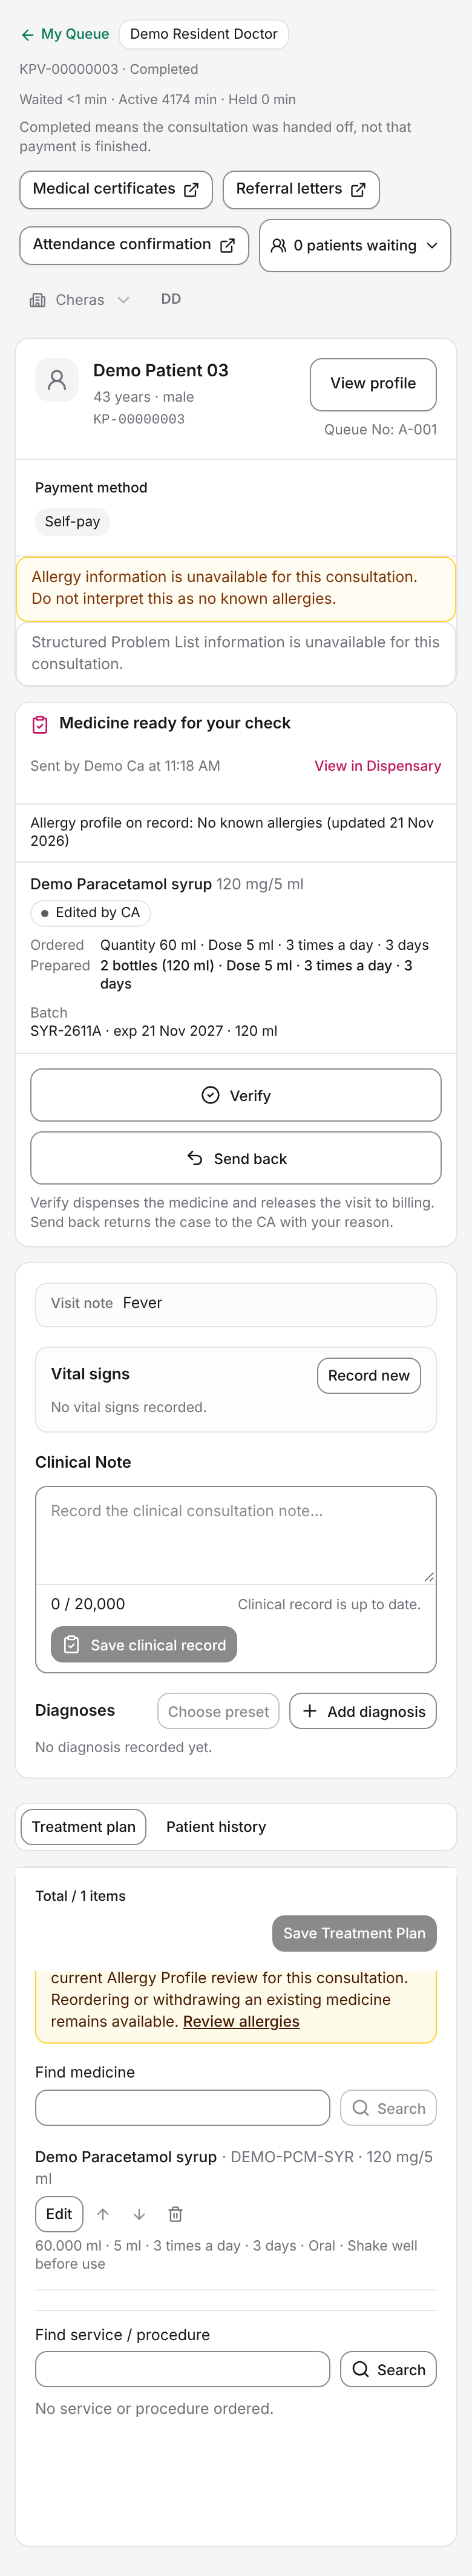 My Queue
Demo Resident Doctor
KPV-00000003 · Completed
Waited <1 min · Active 4174 min · Held 0 min
Completed means the consultation was handed off, not that
payment is finished.
Medical certificates
Referral letters
Attendance confirmation
0 patients waiting
Cheras
DD
Demo Patient 03
View profile
43 years · male
KP-00000003
Queue No: A-001
Payment method
Self-pay
Allergy information is unavailable for this consultation.
Do not interpret this as no known allergies.
Structured Problem List information is unavailable for this
consultation.
Medicine ready for your check
Sent by Demo Ca at 11:18 AM
View in Dispensary
Allergy profile on record: No known allergies (updated 21 Nov
2026)
Demo Paracetamol syrup 120 mg/5 ml
Edited by CA
Ordered Quantity 60 ml · Dose 5 ml · 3 times a day · 3 days
Prepared 2 bottles (120 ml) · Dose 5 ml · 3 times a day · 3
days
Batch
SYR-2611A · exp 21 Nov 2027 · 120 ml
Verify
Send back
Verify dispenses the medicine and releases the visit to billing.
Send back returns the case to the CA with your reason.
Visit note Fever
Vital signs
Record new
No vital signs recorded.
Clinical Note
Record the clinical consultation note...
0 / 20,000
Clinical record is up to date.
Save clinical record
Diagnoses
Choose preset
Add diagnosis
No diagnosis recorded yet.
Treatment plan
Patient history
Total / 1 items
Save Treatment Plan
current Allergy Profile review for this consultation.
Reordering or withdrawing an existing medicine
remains available. Review allergies
Find medicine
Search
Demo Paracetamol syrup · DEMO-PCM-SYR · 120 mg/5
ml
Edit
60.000 ml · 5 ml · 3 times a day · 3 days · Oral · Shake well
before use
Find service / procedure
Search
No service or procedure ordered.